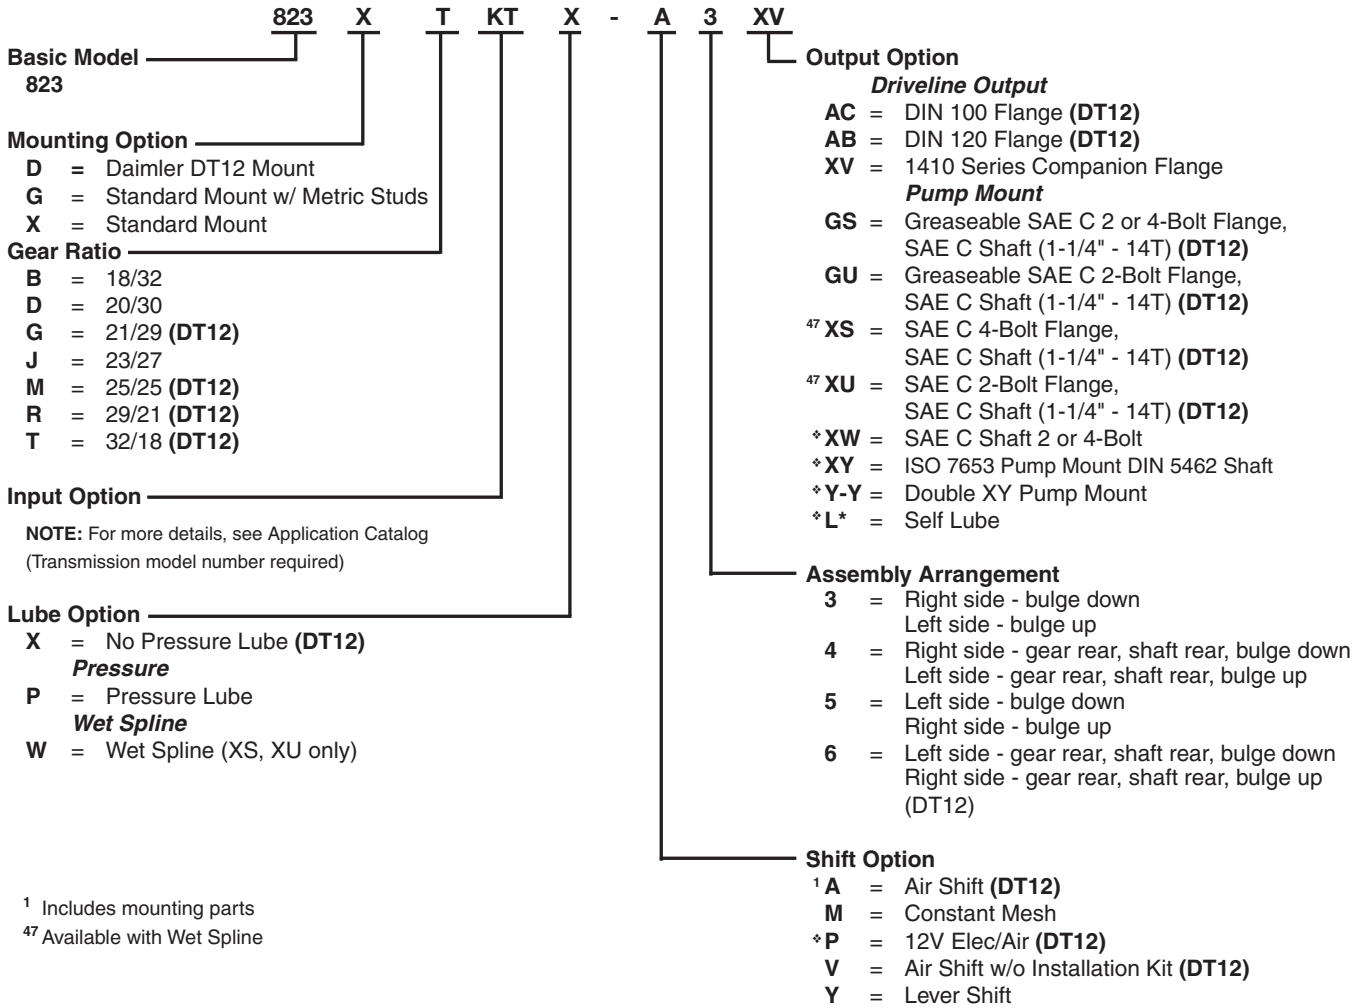 823 X T KT X - A 3 XV
Basic Model
823
Mounting Option
D = Daimler DT12 Mount
G = Standard Mount w/ Metric Studs
X = Standard Mount
Gear Ratio
B = 18/32
D = 20/30
G = 21/29 (DT12)
J = 23/27
M = 25/25 (DT12)
R = 29/21 (DT12)
T = 32/18 (DT12)
Input Option
NOTE: For more details, see Application Catalog
(Transmission model number required)
Lube Option
X = No Pressure Lube (DT12)
Pressure
P = Pressure Lube
Wet Spline
W = Wet Spline (XS, XU only)
1 Includes mounting parts
47 Available with Wet Spline
Output Option
Driveline Output
AC = DIN 100 Flange (DT12)
AB = DIN 120 Flange (DT12)
XV = 1410 Series Companion Flange
Pump Mount
GS = Greaseable SAE C 2 or 4-Bolt Flange,
SAE C Shaft (1-1/4" - 14T) (DT12)
GU = Greaseable SAE C 2-Bolt Flange,
SAE C Shaft (1-1/4" - 14T) (DT12)
47 XS = SAE C 4-Bolt Flange,
SAE C Shaft (1-1/4" - 14T) (DT12)
47 XU = SAE C 2-Bolt Flange,
SAE C Shaft (1-1/4" - 14T) (DT12)
❖ XW = SAE C Shaft 2 or 4-Bolt
❖ XY = ISO 7653 Pump Mount DIN 5462 Shaft
❖ Y-Y = Double XY Pump Mount
❖ L* = Self Lube
Assembly Arrangement
3 = Right side - bulge down
Left side - bulge up
4 = Right side - gear rear, shaft rear, bulge down
Left side - gear rear, shaft rear, bulge up
5 = Left side - bulge down
Right side - bulge up
6 = Left side - gear rear, shaft rear, bulge down
Right side - gear rear, shaft rear, bulge up
(DT12)
Shift Option
1 A = Air Shift (DT12)
M = Constant Mesh
❖ P = 12V Elec/Air (DT12)
V = Air Shift w/o Installation Kit (DT12)
Y = Lever Shift